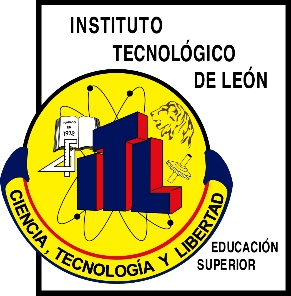 INSTITUTO
TECNOLÓGICO
DE LEÓN
ITL
CIENCIA, TECNOLOGÍA Y LIBERTAD
EDUCACIÓN
SUPERIOR